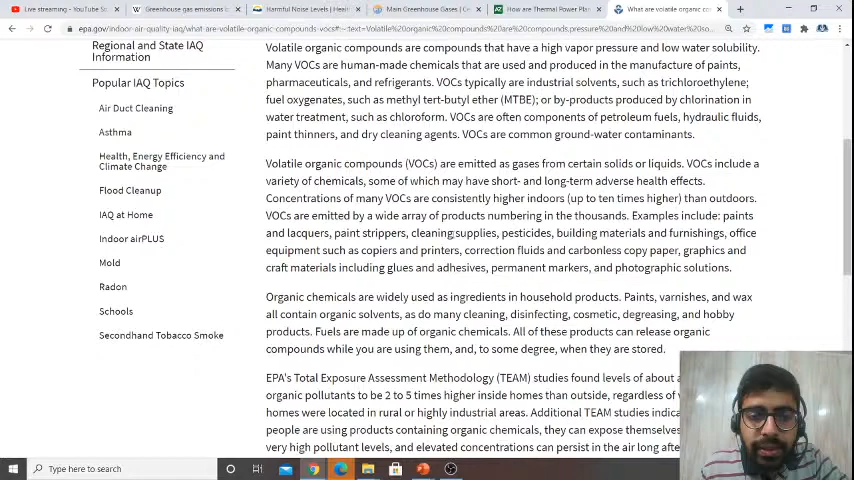 Live streaming - YouTube S
Greenhouse gas emissions b
Harmful Noise Levels | Healt
Main Greenhouse Gases | C
How are Thermal Power Plan
What are volatile organic co
epa.gov/indoor-air-quality-iaq/what-are-volatile-organic-compounds-vocs#:~:text=Volatile%20organic%20compounds%20are%20compounds%20that,pressure%20and%20low%20water%20so...
Regional and State IAQ
Information
Popular IAQ Topics
Air Duct Cleaning
Asthma
Health, Energy Efficiency and
Climate Change
Flood Cleanup
IAQ at Home
Indoor airPLUS
Mold
Radon
Schools
Secondhand Tobacco Smoke
Volatile organic compounds are compounds that have a high vapor pressure and low water solubility.
Many VOCs are human-made chemicals that are used and produced in the manufacture of paints,
pharmaceuticals, and refrigerants. VOCs typically are industrial solvents, such as trichloroethylene;
fuel oxygenates, such as methyl tert-butyl ether (MTBE); or by-products produced by chlorination in
water treatment, such as chloroform. VOCs are often components of petroleum fuels, hydraulic fluids,
paint thinners, and dry cleaning agents. VOCs are common ground-water contaminants.
Volatile organic compounds (VOCs) are emitted as gases from certain solids or liquids. VOCs include a
variety of chemicals, some of which may have short- and long-term adverse health effects.
Concentrations of many VOCs are consistently higher indoors (up to ten times higher) than outdoors.
VOCs are emitted by a wide array of products numbering in the thousands. Examples include: paints
and lacquers, paint strippers, cleaning supplies, pesticides, building materials and furnishings, office
equipment such as copiers and printers, correction fluids and carbonless copy paper, graphics and
craft materials including glues and adhesives, permanent markers, and photographic solutions.
Organic chemicals are widely used as ingredients in household products. Paints, varnishes, and wax
all contain organic solvents, as do many cleaning, disinfecting, cosmetic, degreasing, and hobby
products. Fuels are made up of organic chemicals. All of these products can release organic
compounds while you are using them, and, to some degree, when they are stored.
EPA's Total Exposure Assessment Methodology (TEAM) studies found levels of about a
organic pollutants to be 2 to 5 times higher inside homes than outside, regardless of
homes were located in rural or highly industrial areas. Additional TEAM studies indica
people are using products containing organic chemicals, they can expose themselves
very high pollutant levels, and elevated concentrations can persist in the air long afte
Type here to search